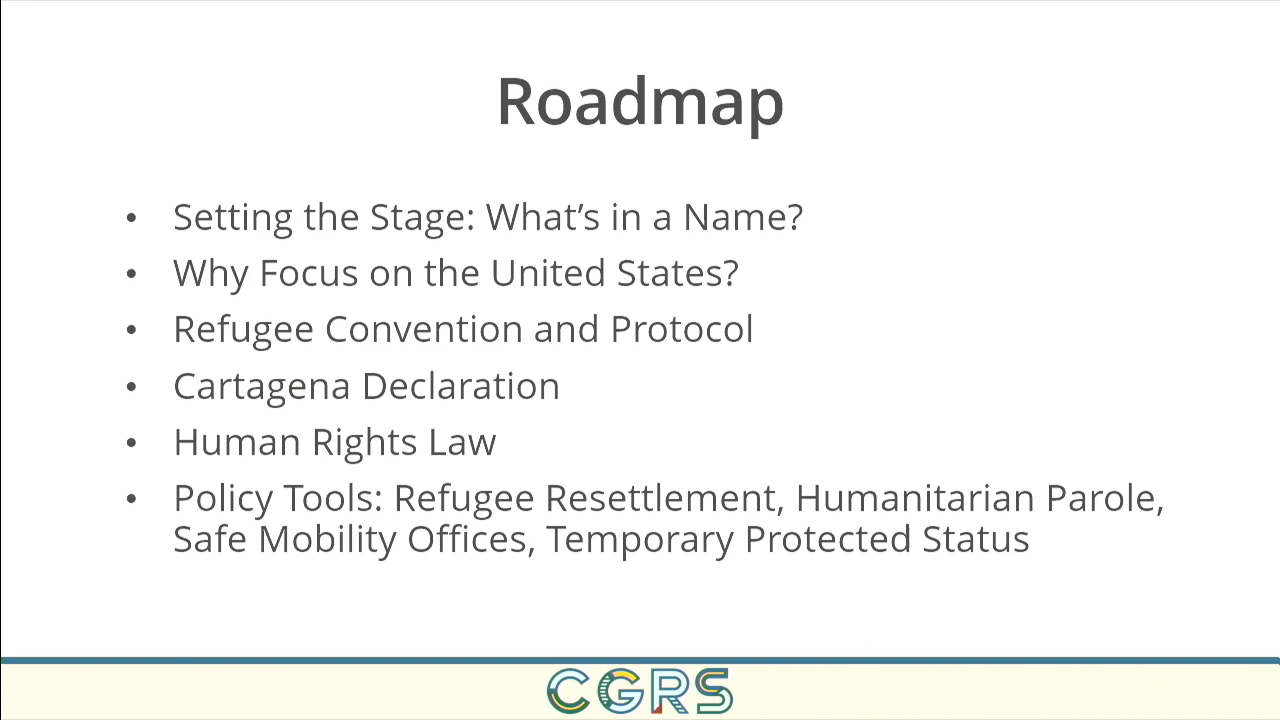 Roadmap
• Setting the Stage: What’s in a Name?
• Why Focus on the United States?
• Refugee Convention and Protocol
• Cartagena Declaration
• Human Rights Law
• Policy Tools: Refugee Resettlement, Humanitarian Parole,
Safe Mobility Offices, Temporary Protected Status
CGRS